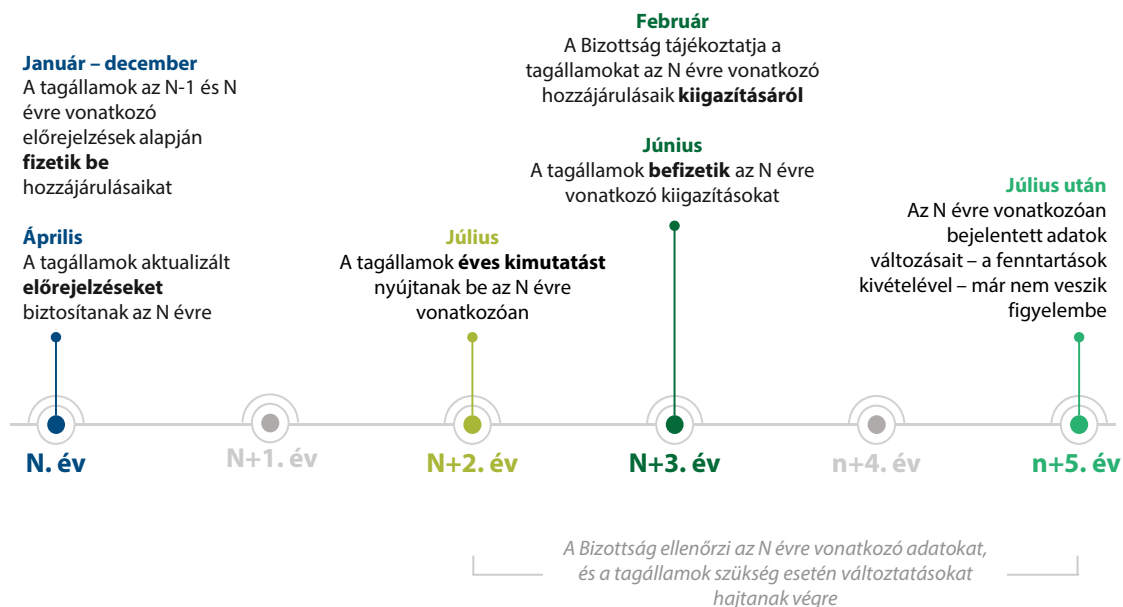 Január – december
A tagállamok az N-1 és N
évre vonatkozó
előrejelzések alapján
fizetik be
hozzájárulásaikat
Április
A tagállamok aktualizált
előrejelzéseket
biztosítanak az N évre
Július
A tagállamok éves kimutatást
nyújtanak be az N évre
vonatkozóan
Február
A Bizottság tájékoztatja a
tagállamokat az N évre vonatkozó
hozzájárulásaik kiigazításáról
Június
A tagállamok befizetik az N évre
vonatkozó kiigazításokat
Július után
Az N évre vonatkozóan
bejelentett adatok
változásait – a fenntartások
kivételével – már nem veszik
figyelembe
N. év
N+1. év
N+2. év
N+3. év
n+4. év
n+5. év
A Bizottság ellenőrzi az N évre vonatkozó adatokat,
és a tagállamok szükség esetén változtatásokat
hajtanak végre